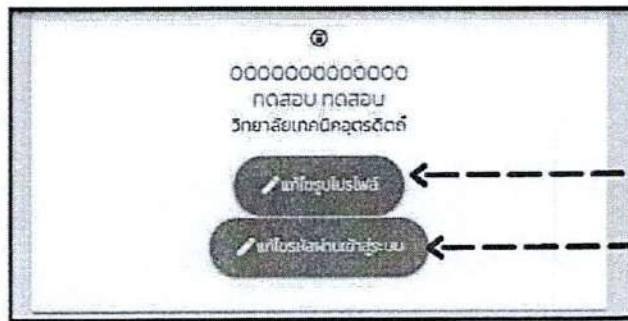 0000000000000
ทดสอบ ทดสอบ
วิทยาลัยเทคนิคอุตรดิตถ์
แก้ไขรูปโปรไฟล์
แก้ไขรหัสผ่านเข้าสู่ระบบ